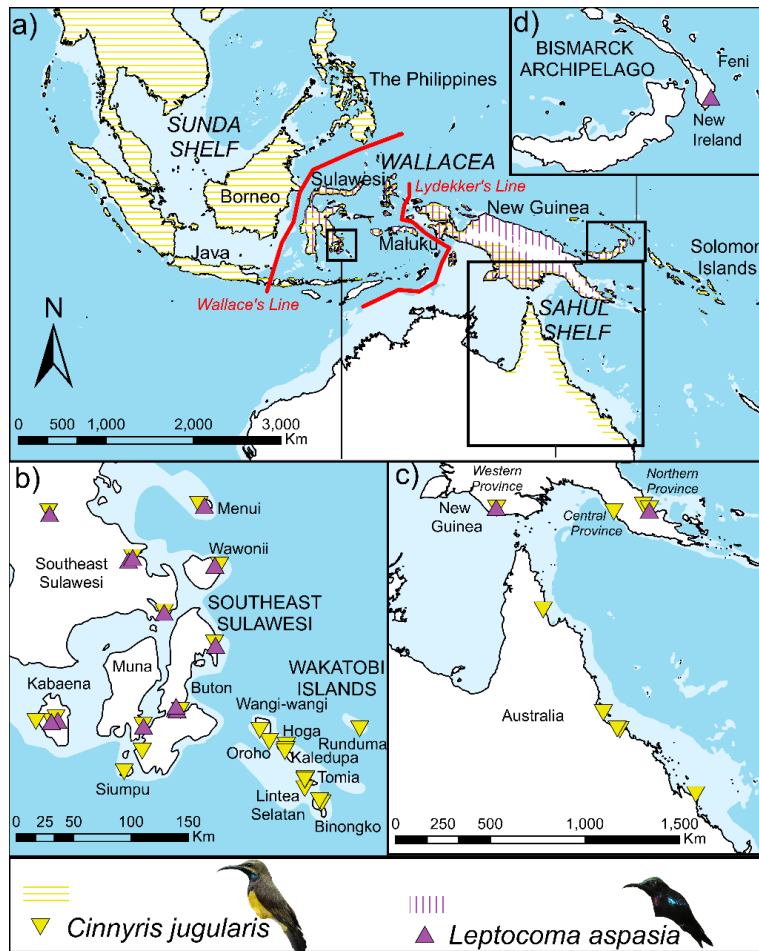 a)
The Philippines
SUNDA
SHELF
WALLACEA
Sulawesi
Lydekker's Line
Borneo
New Guinea
Java
Maluku
Solomon
Islands
Wallace's Line
SAHUL
SHELF
N
0 500 1,000 2,000 3,000
Km
d)
BISMARCK
ARCHIPELAGO
Feni
New
Ireland
b)
Menui
Southeast
Sulawesi
Wawonii
SOUTHEAST
SULAWESI
Muna
Kabaena
Buton
WAKATOBI
ISLANDS
Wangi-wangi
Hoga
Oroho
Runduma
Kaledupa
Siumpu
Tomia
Lintea
Selatan
Binongko
0 25 50 100 150
Km
c)
Western
Province
Northern
Province
New
Guinea
Central
Province
Australia
0 250 500 1,000 1,500
Km
Cinnyris jugularis
Leptocoma aspasia